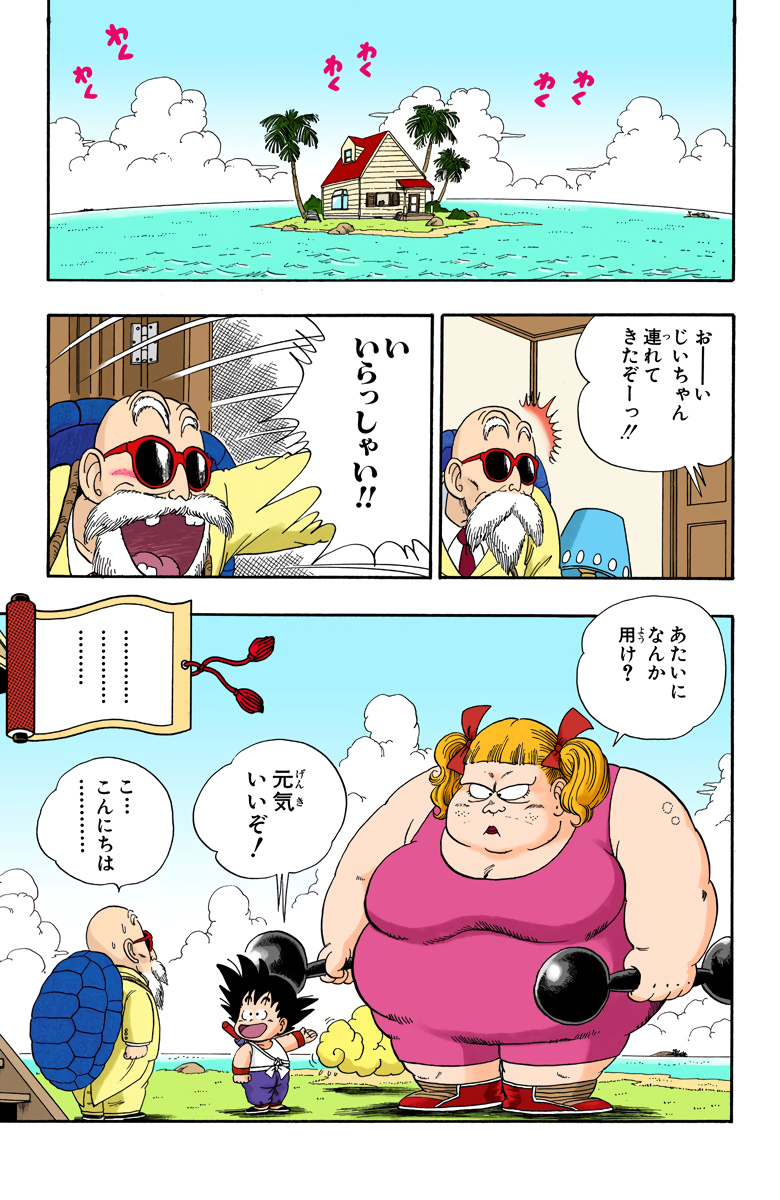 わく
わく
わく
わく
わく
わく
おーい
じいちゃん
連れて
きたぞーっ!!
い
いらっしゃい!!
あたいに
なんか
用け?
元気
いいぞ!
こ…
こんにちは
…………
………
………